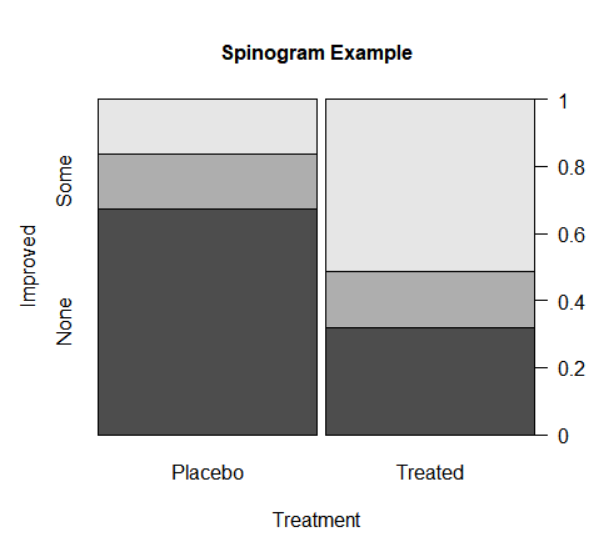 Spinogram Example
Improved
None
Some
1
0.8
0.6
0.4
0.2
0
Placebo
Treated
Treatment